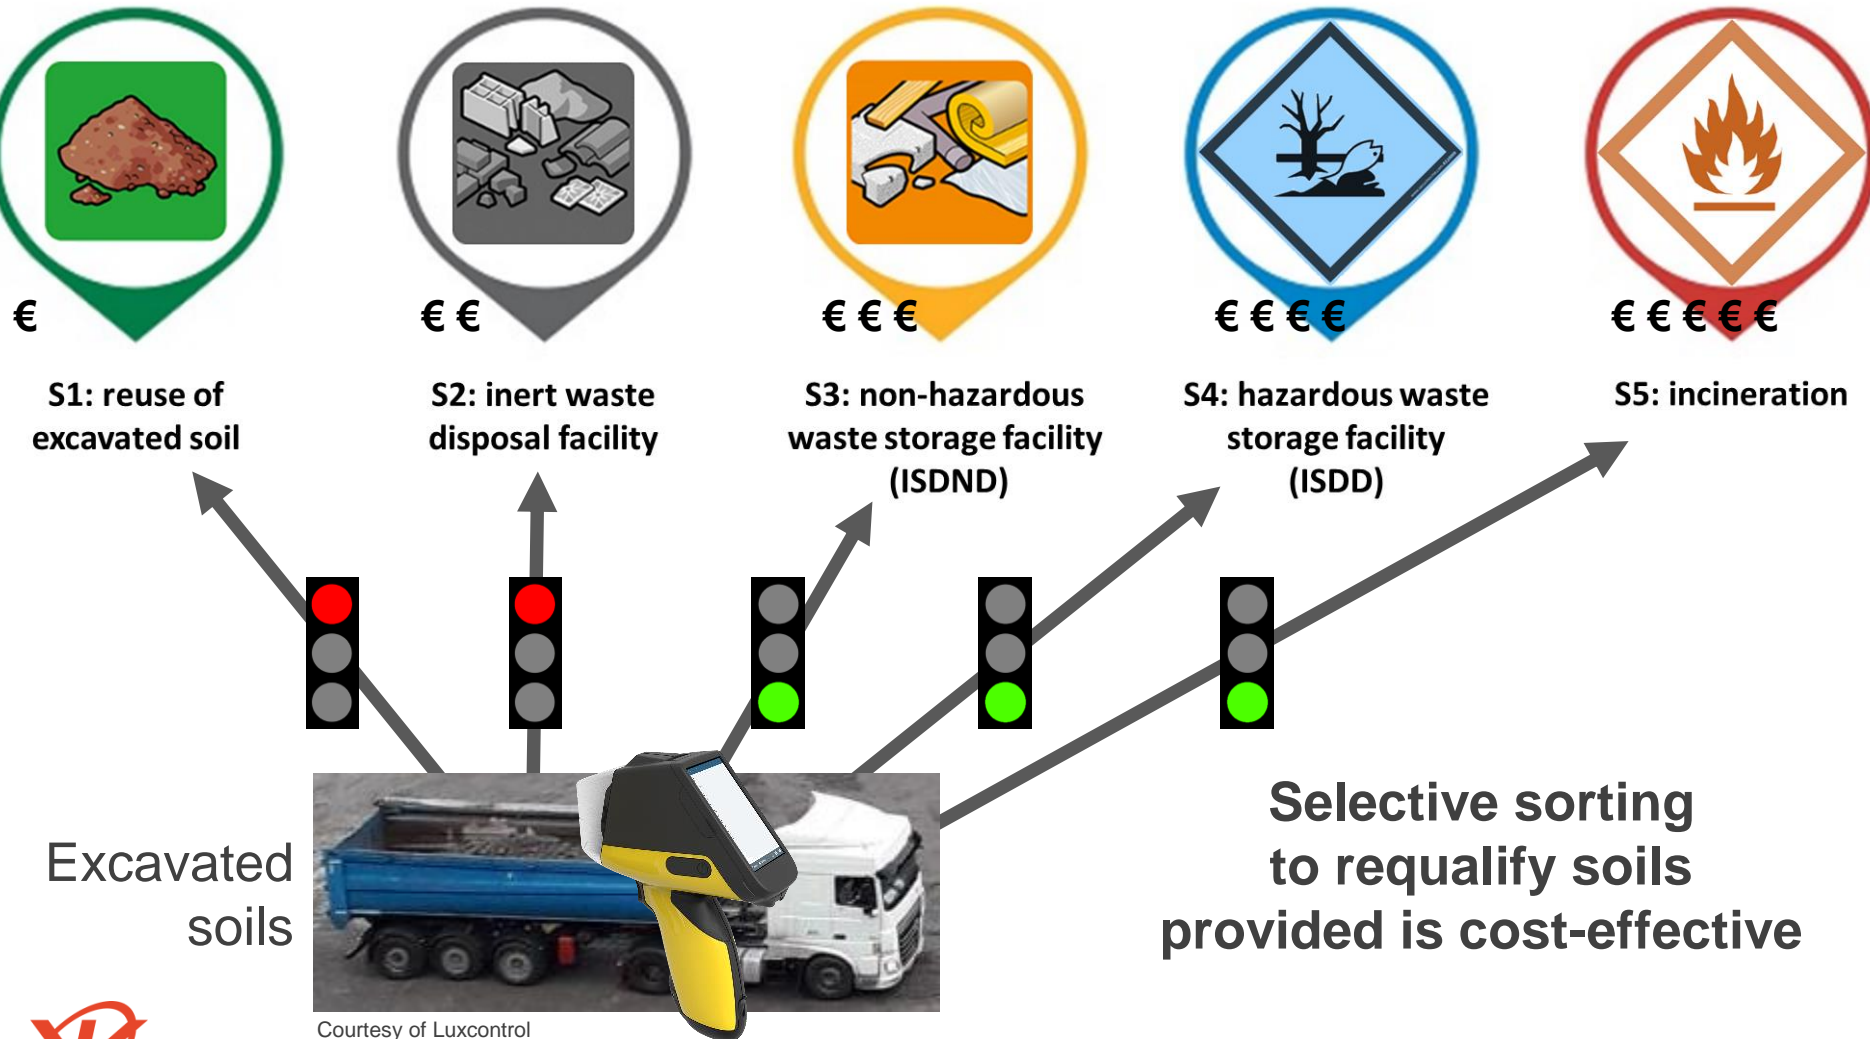 €
€ €
€ € €
€ € € €
€ € € € €
S1: reuse of
excavated soil
S2: inert waste
disposal facility
S3: non-hazardous
waste storage facility
(ISDND)
S4: hazardous waste
storage facility
(ISDD)
S5: incineration
Excavated
soils
Selective sorting
to requalify soils
provided is cost-effective
Courtesy of Luxcontrol